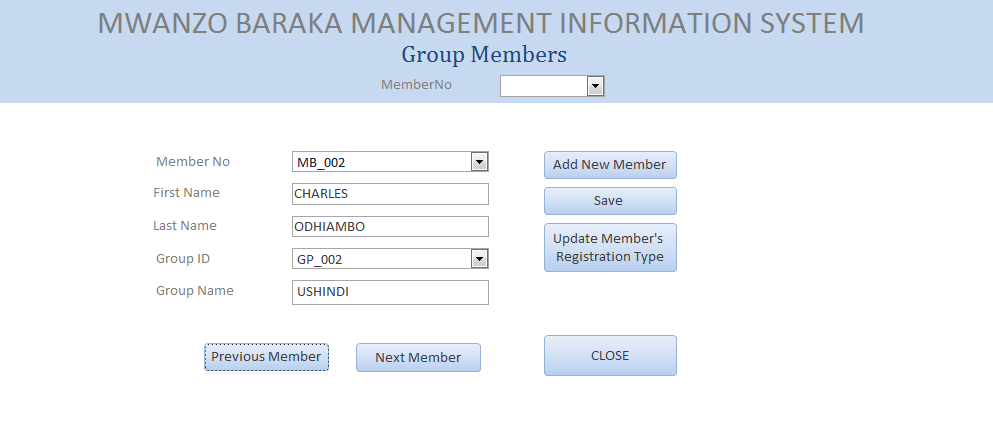 MWANZO BARAKA MANAGEMENT INFORMATION SYSTEM
Group Members
MemberNo
Member No MB_002 Add New Member
First Name CHARLES Save
Last Name ODHIAMBO Update Member's
Registration Type
Group ID GP_002
Group Name USHINDI
Previous Member Next Member CLOSE